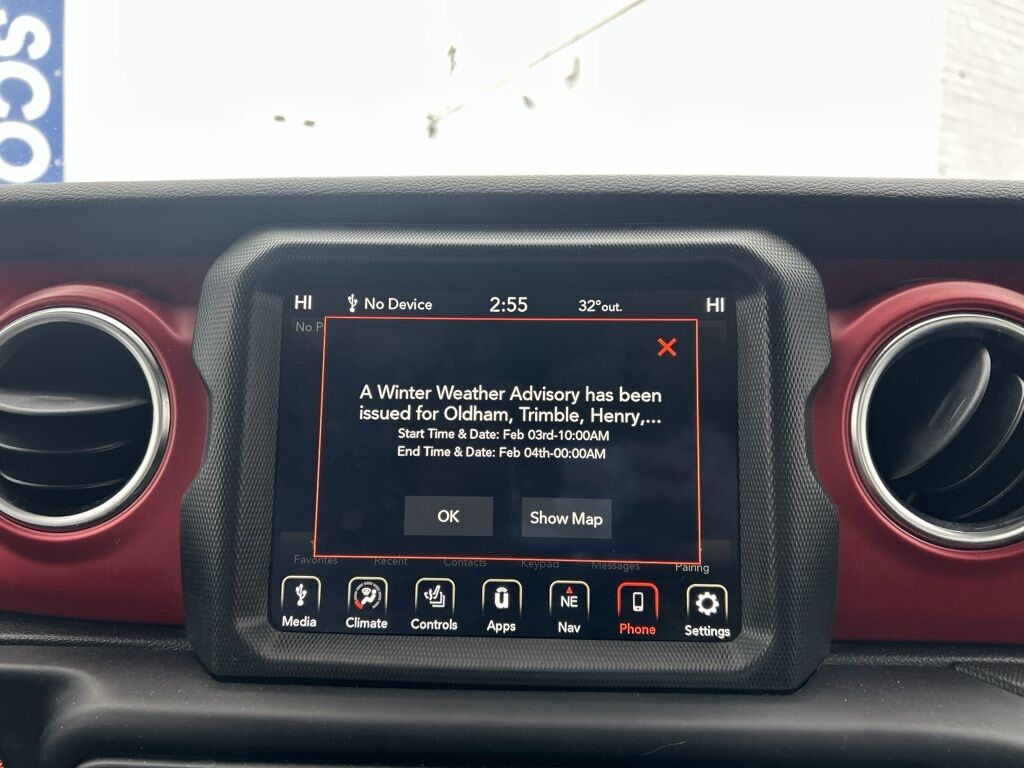 HI No Device 2:55 32°out. HI
No P
A Winter Weather Advisory has been
issued for Oldham, Trimble, Henry,...
Start Time & Date: Feb 03rd-10:00AM
End Time & Date: Feb 04th-00:00AM
OK Show Map
Favorites Recent Contacts Keypad Messages Pairing
NE
Media Climate Controls Apps Nav Phone Settings